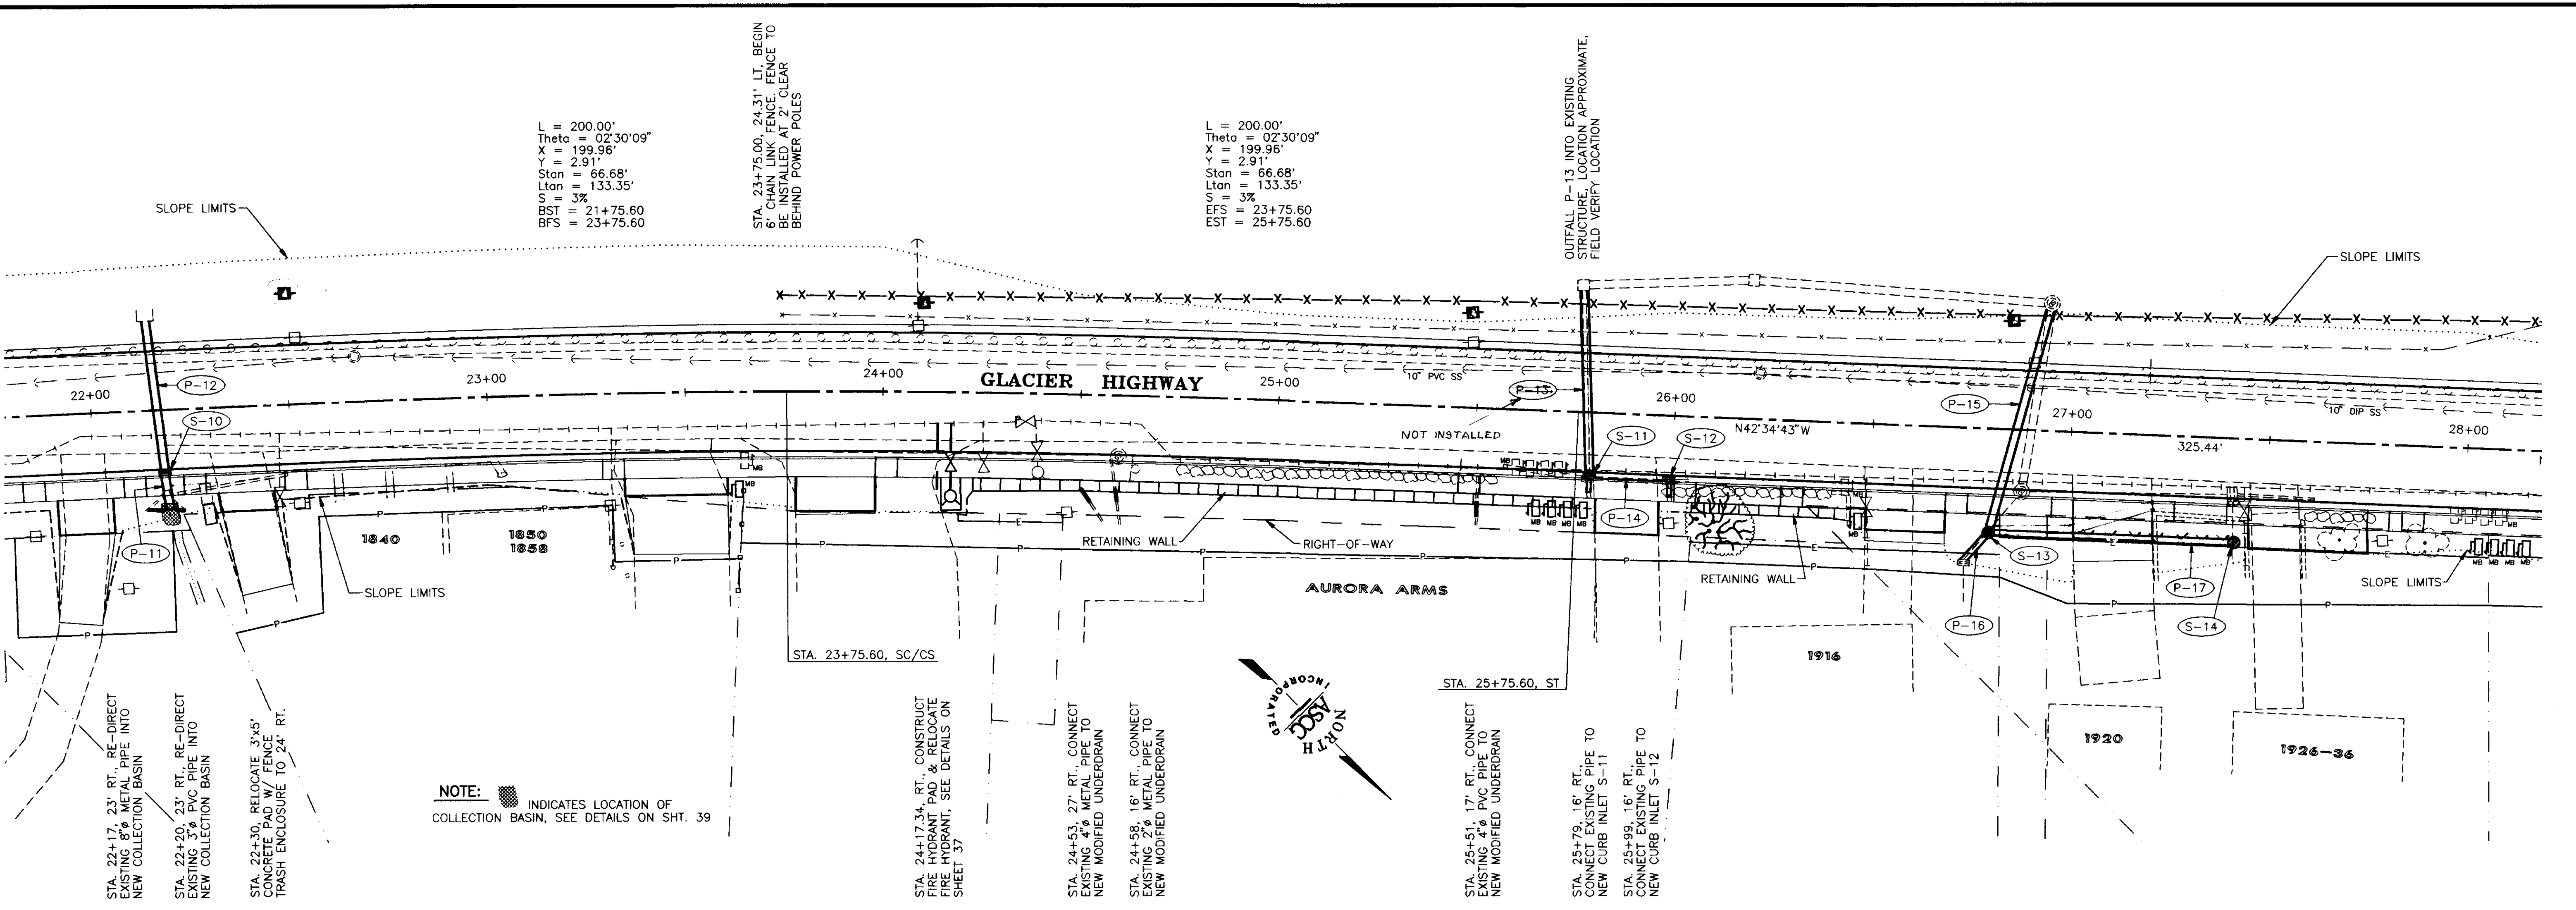 L = 200.00'
Theta = 02°30'09"
X = 199.96'
Y = 2.91'
Stan = 66.68'
Ltan = 133.35'
S = 3%
BST = 21+75.60
BFS = 23+75.60
STA. 23+75.00, 24.31' LT, BEGIN
6' CHAIN LINK FENCE. FENCE TO
BE INSTALLED AT 2' CLEAR
BEHIND POWER POLES
L = 200.00'
Theta = 02°30'09"
X = 199.96'
Y = 2.91'
Stan = 66.68'
Ltan = 133.35'
S = 3%
EFS = 23+75.60
EST = 25+75.60
OUTFALL P-13 INTO EXISTING
STRUCTURE, LOCATION APPROXIMATE,
FIELD VERIFY LOCATION
SLOPE LIMITS
SLOPE LIMITS
P-12
22+00
23+00
24+00
GLACIER HIGHWAY
25+00
10" PVC SS
P-13
26+00
P-15
27+00
10" DIP SS
28+00
S-10
NOT INSTALLED
S-11
S-12
N42°34'43"W
325.44'
MB
MB
MB
MB
MB
MB MB MB MB
MB
MB
MB MB MB MB
P-11
1840
1850
1858
E
RETAINING WALL
RIGHT-OF-WAY
P-14
S-13
E
E
E
SLOPE LIMITS
AURORA ARMS
RETAINING WALL
P-16
P-17
S-14
SLOPE LIMITS
P
P
P
P
P
P
P
P
P
P
P
P
P
P
STA. 23+75.60, SC/CS
STA. 25+75.60, ST
1916
1920
1926-36
ASCG
INCORPORATED
NORTH
STA. 22+17, 23' RT., RE-DIRECT
EXISTING 8"ø METAL PIPE INTO
NEW COLLECTION BASIN
STA. 22+20, 23' RT., RE-DIRECT
EXISTING 3"ø PVC PIPE INTO
NEW COLLECTION BASIN
STA. 22+30, RELOCATE 3'x5'
CONCRETE PAD W/ FENCE
TRASH ENCLOSURE TO 24' RT.
NOTE: INDICATES LOCATION OF
COLLECTION BASIN, SEE DETAILS ON SHT. 39
STA. 24+17.34, RT., CONSTRUCT
FIRE HYDRANT PAD & RELOCATE
FIRE HYDRANT, SEE DETAILS ON
SHEET 37
STA. 24+53, 27' RT., CONNECT
EXISTING 4"ø METAL PIPE TO
NEW MODIFIED UNDERDRAIN
STA. 24+58, 16' RT., CONNECT
EXISTING 2"ø METAL PIPE TO
NEW MODIFIED UNDERDRAIN
STA. 25+51, 17' RT., CONNECT
EXISTING 4"ø PVC PIPE TO
NEW MODIFIED UNDERDRAIN
STA. 25+79, 16' RT.,
CONNECT EXISTING PIPE TO
NEW CURB INLET S-11
STA. 25+99, 16' RT.,
CONNECT EXISTING PIPE TO
NEW CURB INLET S-12